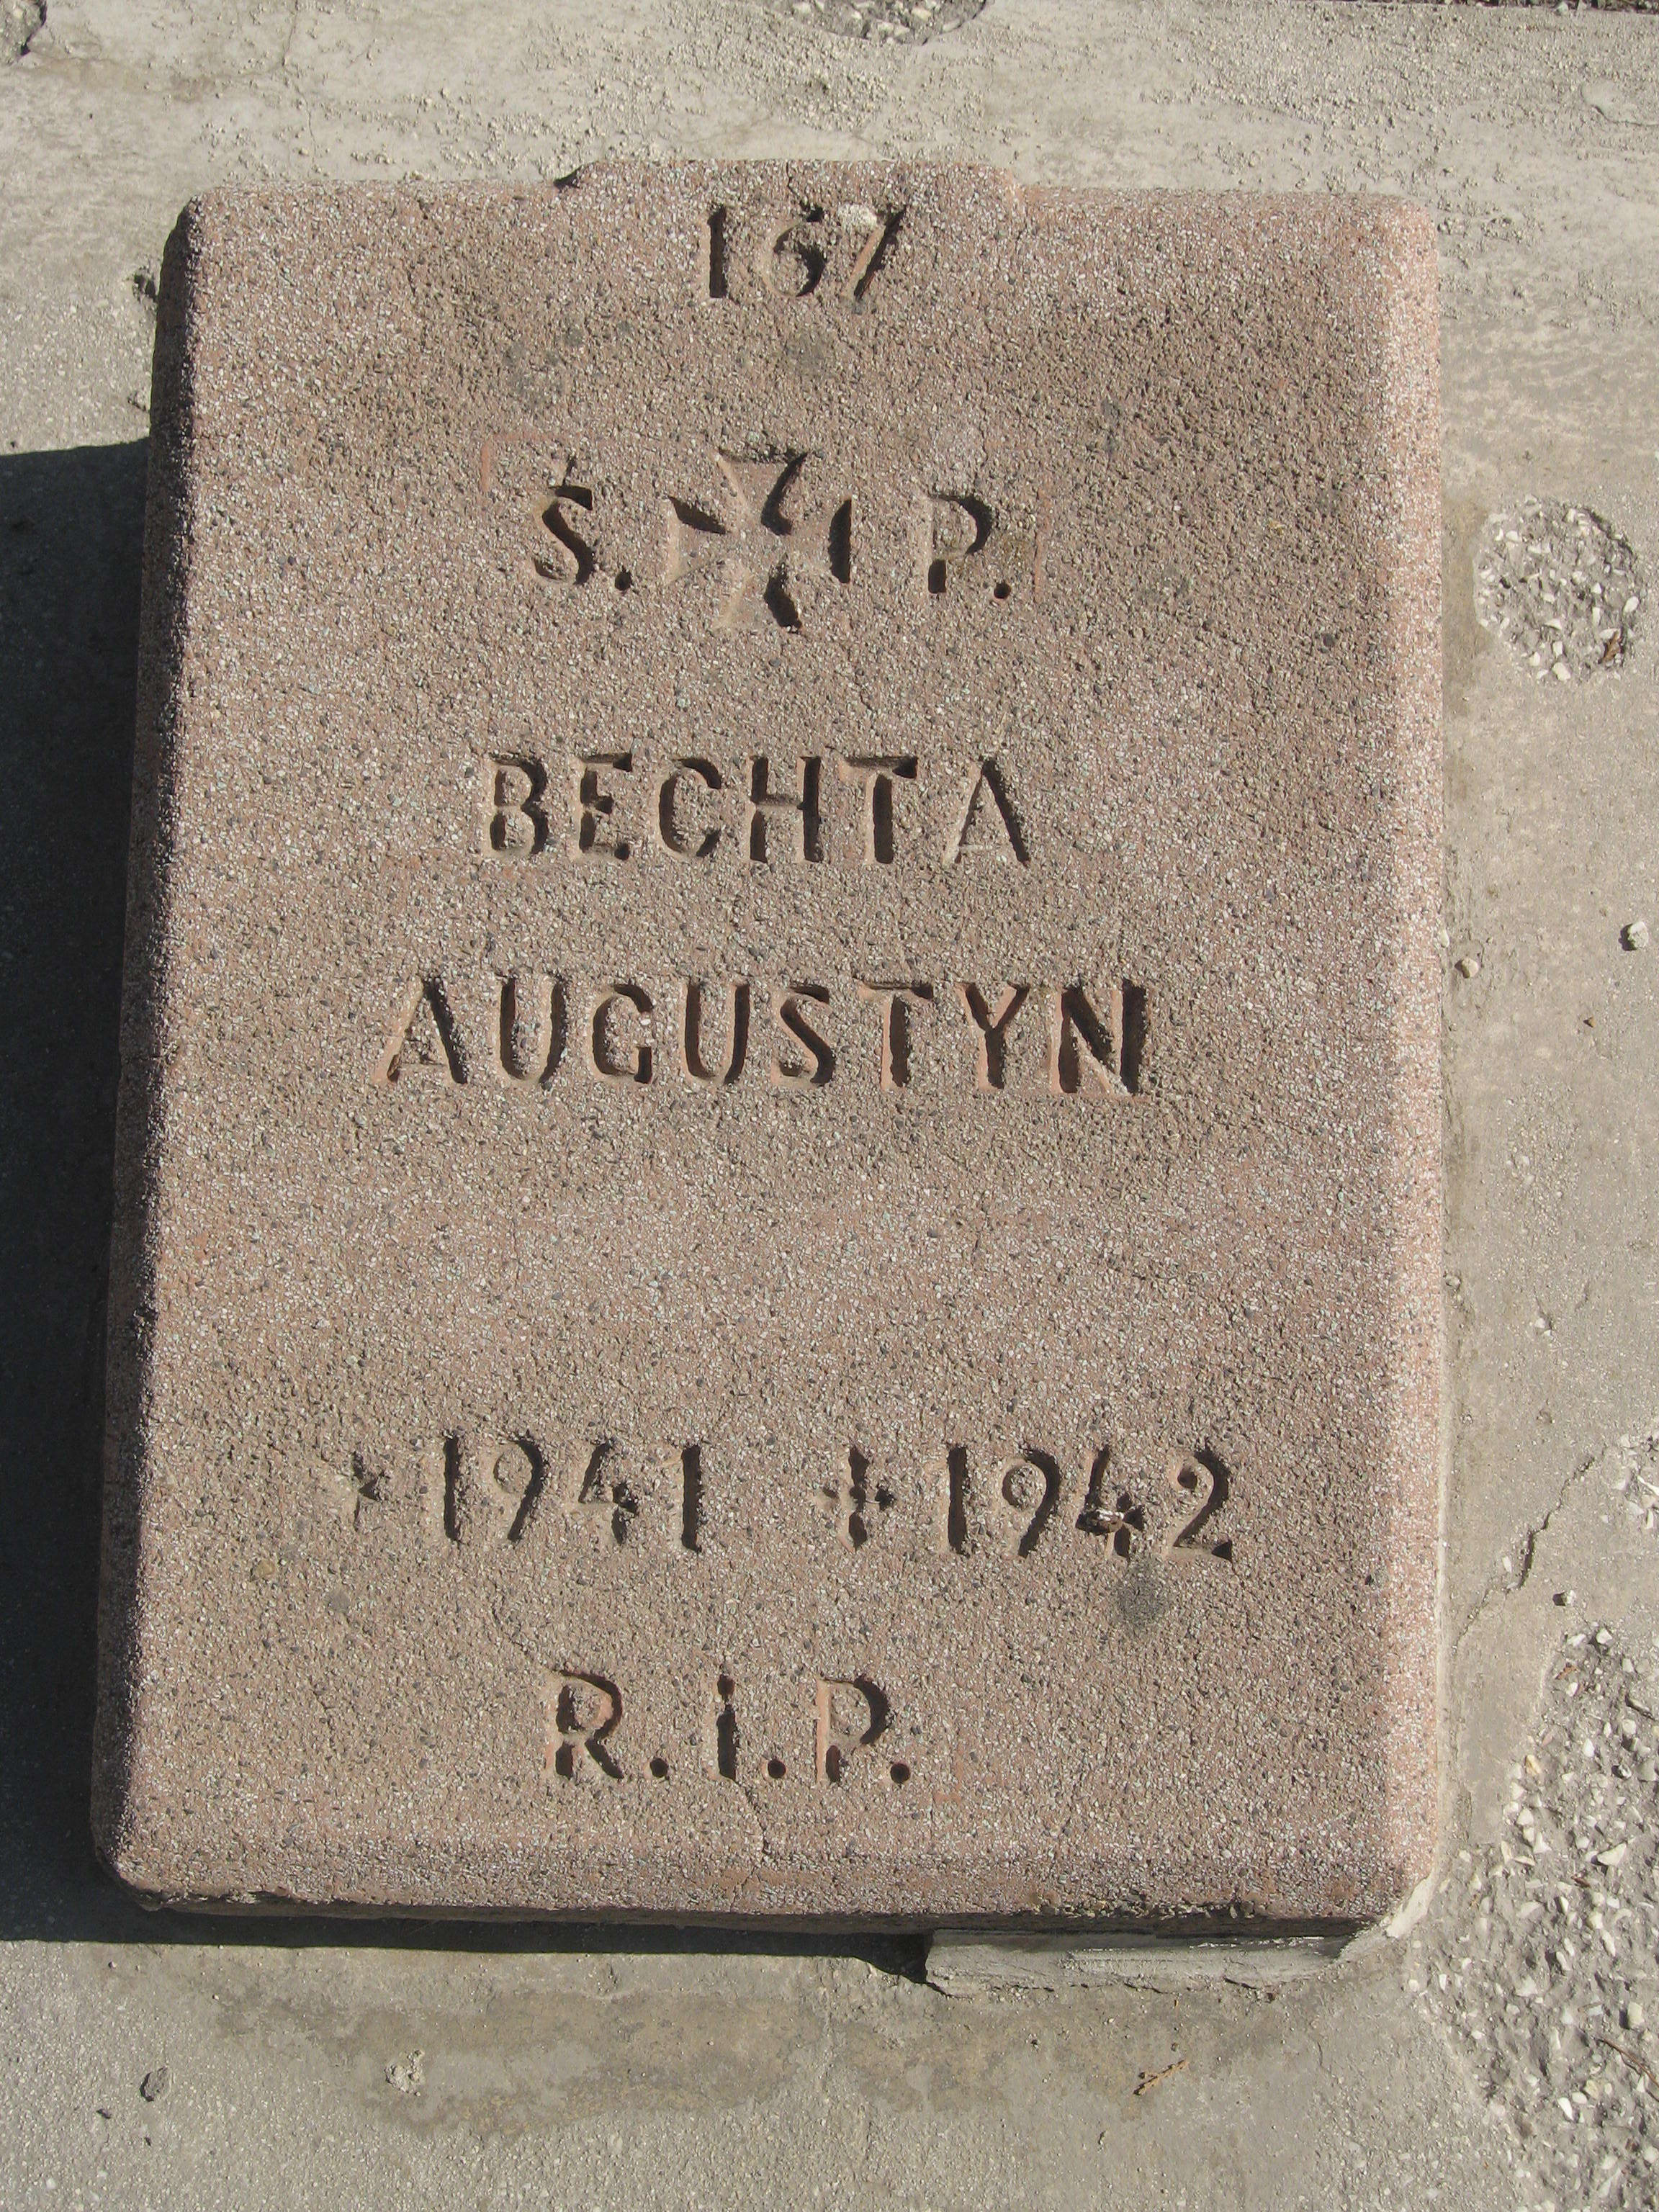 167
Ś. P.
BECHTA
AUGUSTYN
* 1941 + 1942
R.i.P.